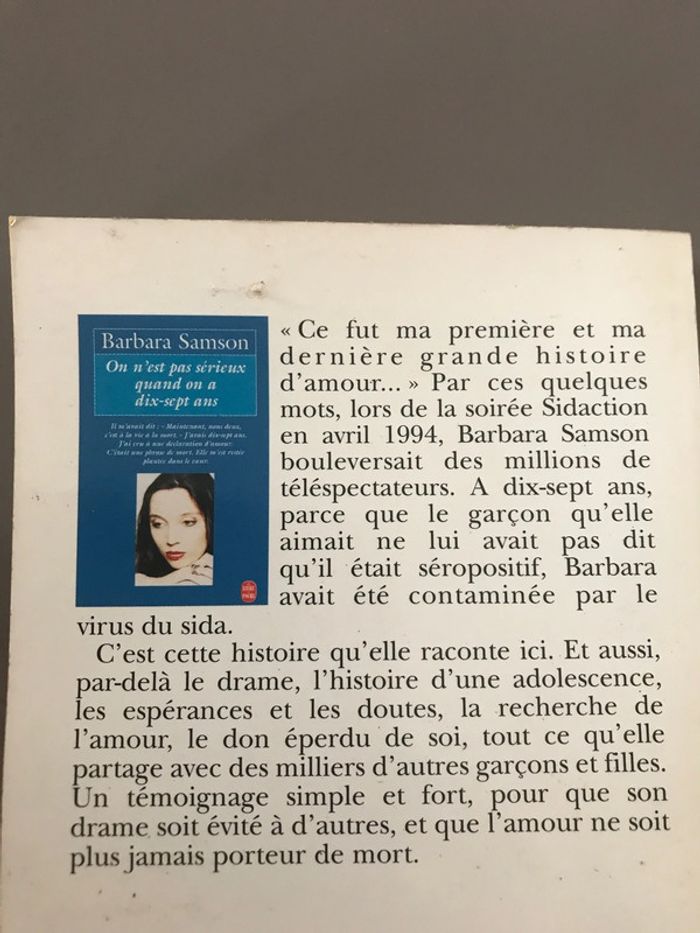 Barbara Samson
On n'est pas sérieux
quand on a
dix-sept ans
Il m'avait dit : « Maintenant, nous deux,
c'est à la vie à la mort. » J'avais dix-sept ans.
J'ai cru à une déclaration d'amour.
C'était une phrase de mort. Elle m'est restée
plantée dans le cœur.
« Ce fut ma première et ma
dernière grande histoire
d'amour... » Par ces quelques
mots, lors de la soirée Sidaction
en avril 1994, Barbara Samson
bouleversait des millions de
téléspectateurs. A dix-sept ans,
parce que le garçon qu'elle
aimait ne lui avait pas dit
qu'il était séropositif, Barbara
avait été contaminée par le
virus du sida.
C'est cette histoire qu'elle raconte ici. Et aussi,
par-delà le drame, l'histoire d'une adolescence,
les espérances et les doutes, la recherche de
l'amour, le don éperdu de soi, tout ce qu'elle
partage avec des milliers d'autres garçons et filles.
Un témoignage simple et fort, pour que son
drame soit évité à d'autres, et que l'amour ne soit
plus jamais porteur de mort.